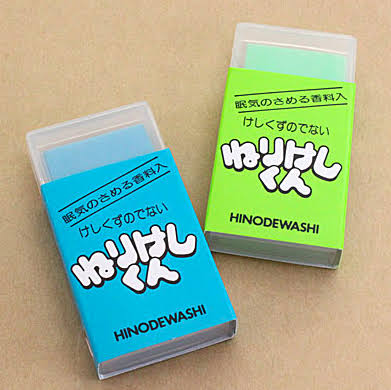 眠気のさめる香料入
けしくずのでない
ねりけし
くん
HINODEWASHI
眠気のさめる香料入
けしくずのでない
ねりけし
くん
HINODEWASHI